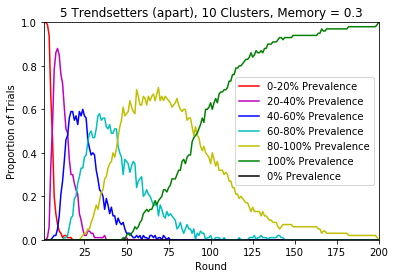 5 Trendsetters (apart), 10 Clusters, Memory = 0.3
1.0
0.8
0.6
0.4
0.2
0.0
Proportion of Trials
0-20% Prevalence
20-40% Prevalence
40-60% Prevalence
60-80% Prevalence
80-100% Prevalence
100% Prevalence
0% Prevalence
25 50 75 100 125 150 175 200
Round